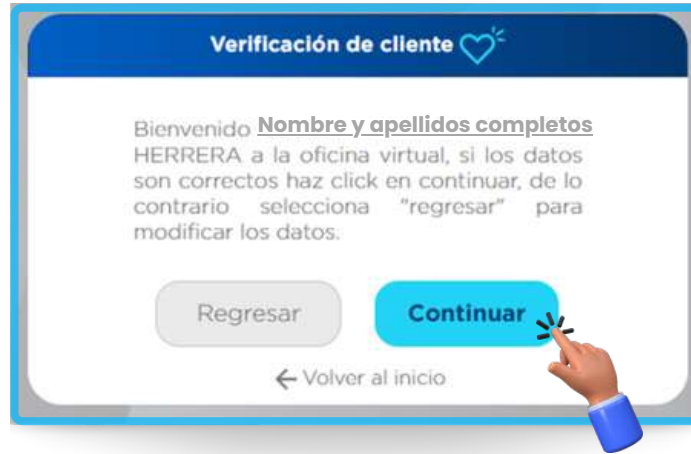 Verificación de cliente
Bienvenido Nombre y apellidos completos
HERRERA a la oficina virtual, si los datos
son correctos haz click en continuar, de lo
contrario selecciona "regresar" para
modificar los datos.
Regresar
Continuar
Volver al inicio